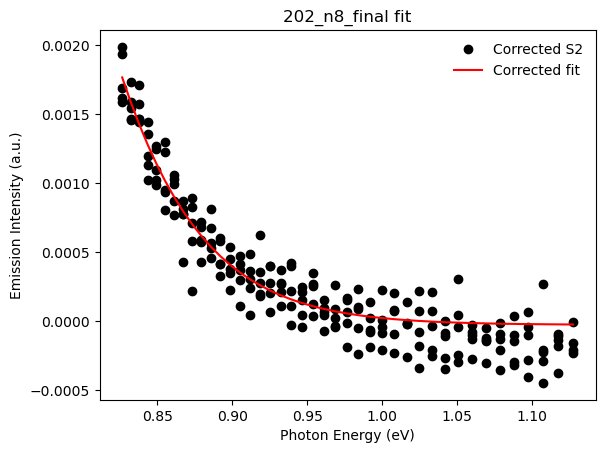 202_n8_final fit
Corrected S2
Corrected fit
Emission Intensity (a.u.)
0.0020
0.0015
0.0010
0.0005
0.0000
−0.0005
0.85 0.90 0.95 1.00 1.05 1.10
Photon Energy (eV)